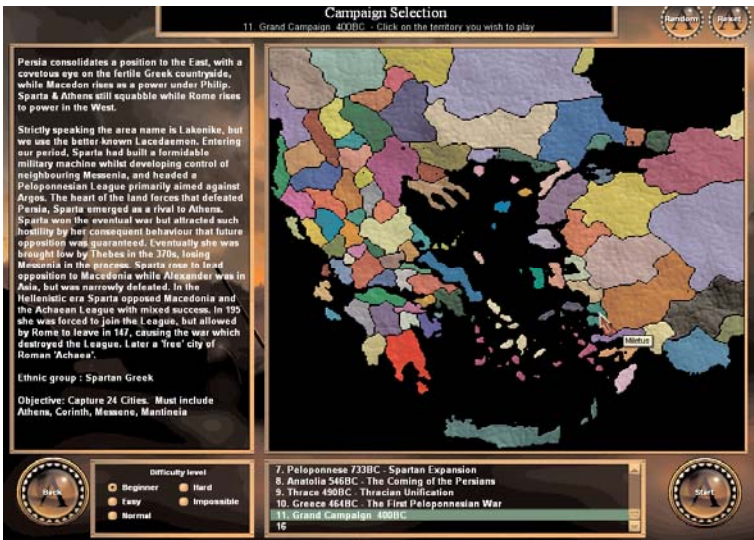 Campaign Selection
11. Grand Campaign 400BC - Click on the territory you wish to play
Random
Reset
Persia consolidates a position to the East, with a
covetous eye on the fertile Greek countryside,
while Macedon rises as a power under Philip.
Sparta & Athens still squabble while Rome rises
to power in the West.
Strictly speaking the area name is Lakonike, but
we use the better-known Lacedaemon. Entering
our period, Sparta had built a formidable
military machine whilst developing control of
neighbouring Messenia, and headed a
Peloponnesian League primarily aimed against
Argos. The heart of the land forces that defeated
Persia, Sparta emerged as a rival to Athens.
Sparta won the eventual war but attracted such
hostility by her consequent behaviour that future
opposition was guaranteed. Eventually she was
brought low by Thebes in the 370s, losing
Messenia in the process. Sparta rose to lead
opposition to Macedonia while Alexander was in
Asia, but was narrowly defeated. In the
Hellenistic era Sparta opposed Macedonia and
the Achaean League with mixed success. In 195
she was forced to join the League, but allowed
by Rome to leave in 147, causing the war which
destroyed the League. Later a 'free' city of
Roman 'Achaea'.
Ethnic group : Spartan Greek
Objective: Capture 24 Cities. Must include
Athens, Corinth, Messene, Mantineia
Miletus
Back
Difficulty level
Beginner
Hard
Easy
Impossible
Normal
7. Peloponnese 733BC - Spartan Expansion
8. Anatolia 546BC - The Coming of the Persians
9. Thrace 490BC - Thracian Unification
10. Greece 464BC - The First Peloponnesian War
11. Grand Campaign 400BC
16
Start